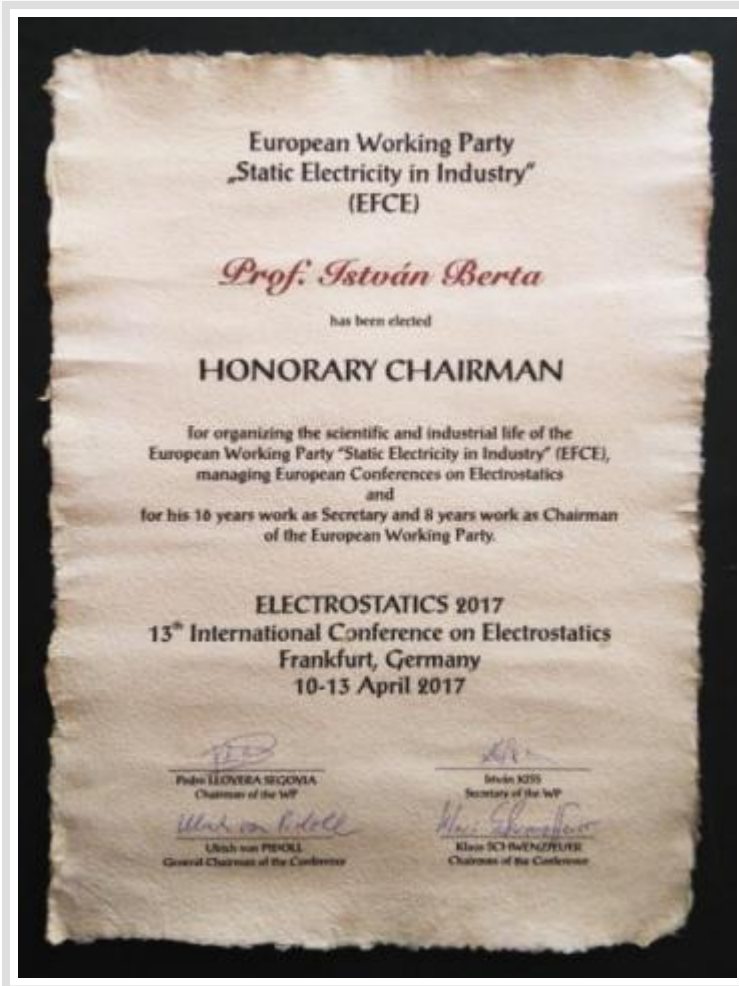 European Working Party
„Static Electricity in Industry"
(EFCE)
Prof. István Berta
has been elected
HONORARY CHAIRMAN
for organizing the scientific and industrial life of the
European Working Party "Static Electricity in Industry" (EFCE),
managing European Conferences on Electrostatics
and
for his 16 years work as Secretary and 8 years work as Chairman
of the European Working Party.
ELECTROSTATICS 2017
13th International Conference on Electrostatics
Frankfurt, Germany
10-13 April 2017
Pedro LLOVERA SEGOVIA
Chairman of the WP
István KISS
Secretary of the WP
Ulrich von Pidoll
Ulrich von PIDOLL
General Chairman of the Conference
Klaus SCHWENZFEUER
Chairman of the Conference